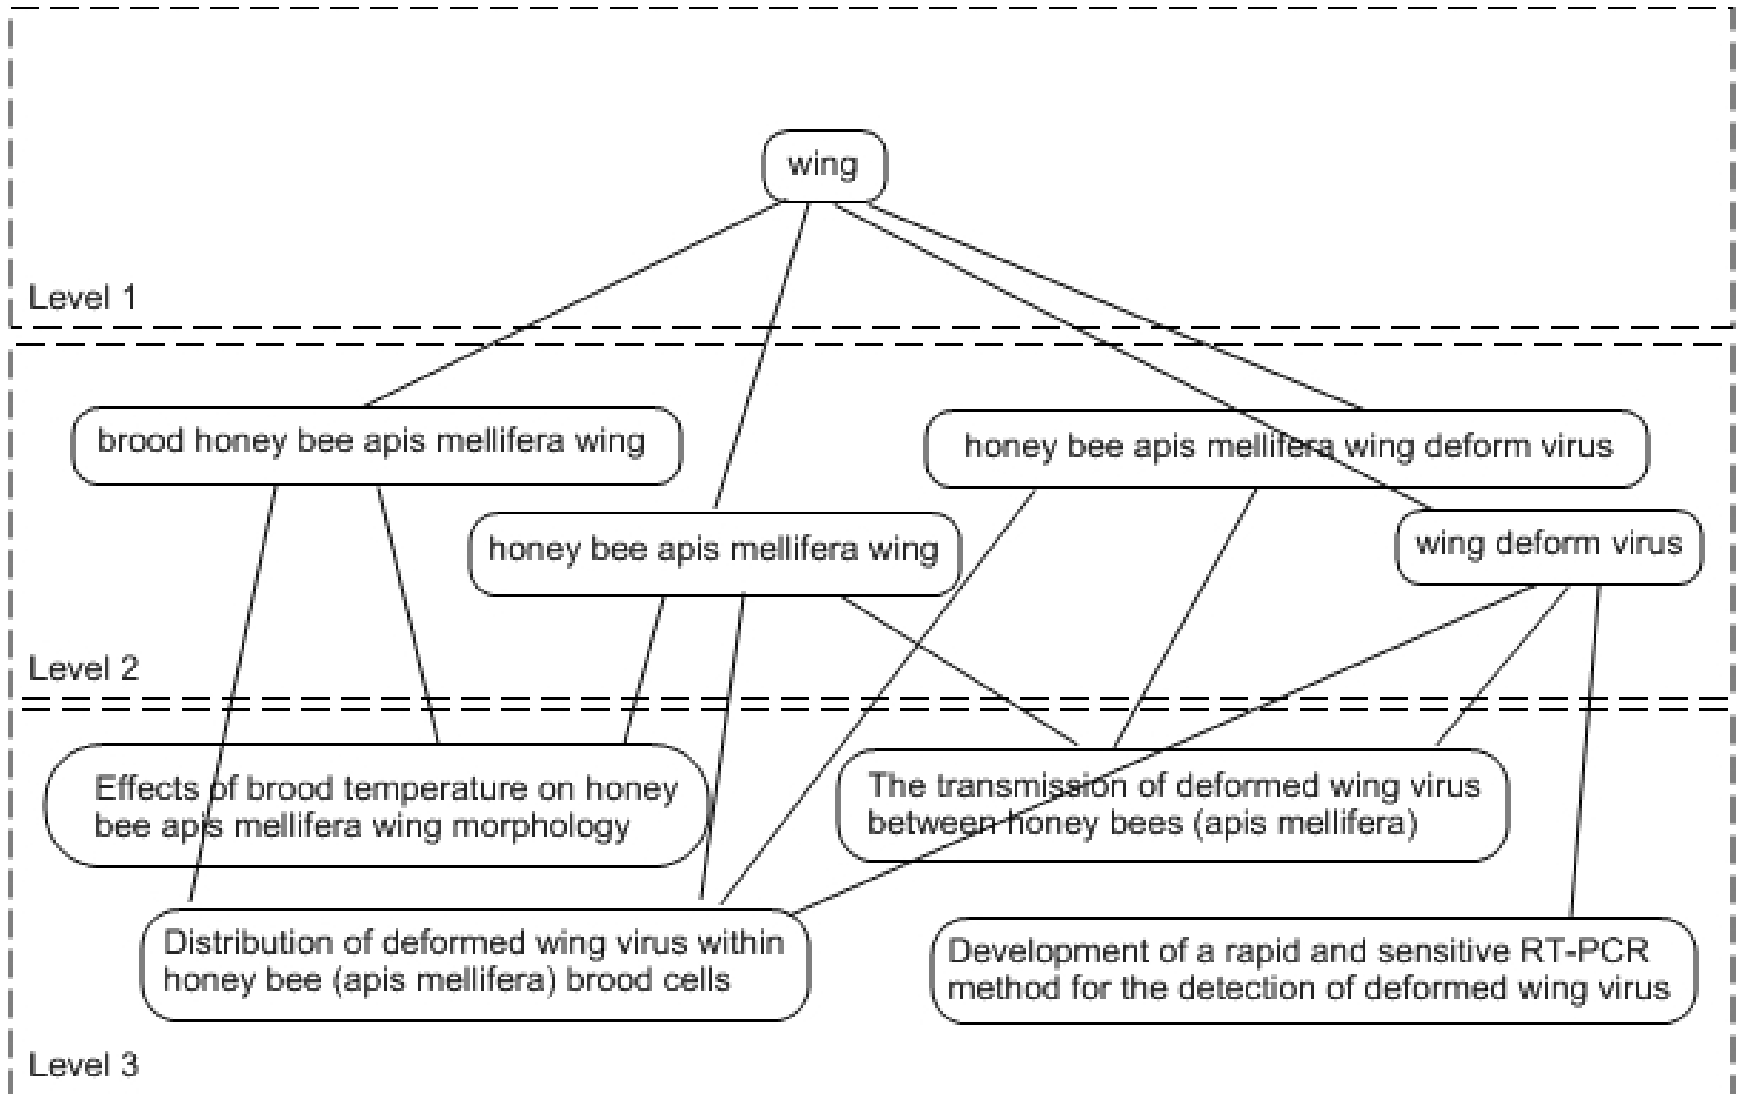 wing
Level 1
brood honey bee apis mellifera wing
honey bee apis mellifera wing deform virus
honey bee apis mellifera wing
wing deform virus
Level 2
Effects of brood temperature on honey
bee apis mellifera wing morphology
The transmission of deformed wing virus
between honey bees (apis mellifera)
Distribution of deformed wing virus within
honey bee (apis mellifera) brood cells
Development of a rapid and sensitive RT-PCR
method for the detection of deformed wing virus
Level 3